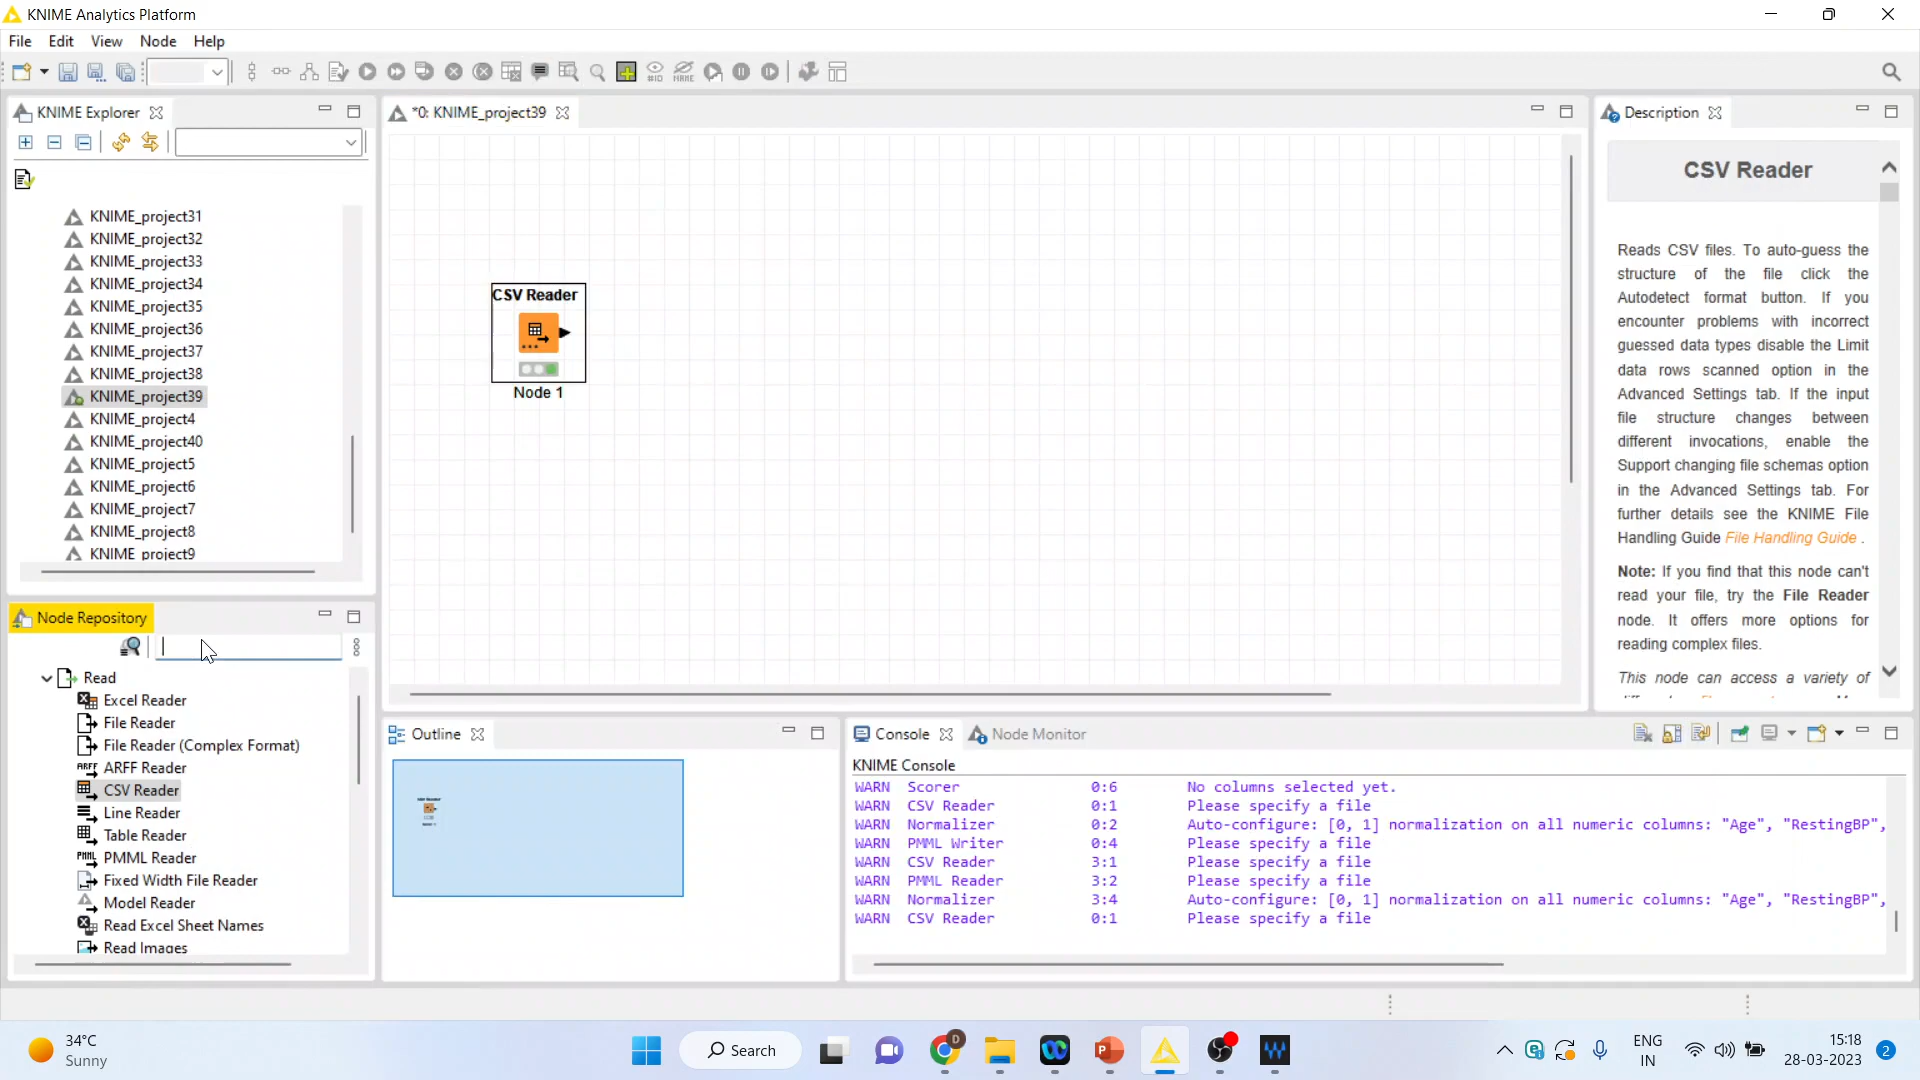 KNIME Analytics Platform
File Edit View Node Help
KNIME Explorer
KNIME_project31
KNIME_project32
KNIME_project33
KNIME_project34
KNIME_project35
KNIME_project36
KNIME_project37
KNIME_project38
KNIME_project39
KNIME_project4
KNIME_project40
KNIME_project5
KNIME_project6
KNIME_project7
KNIME_project8
KNIME_project9
Node Repository
Read
Excel Reader
File Reader
File Reader (Complex Format)
ARFF Reader
CSV Reader
Line Reader
Table Reader
PMML Reader
Fixed Width File Reader
Model Reader
Read Excel Sheet Names
Read Images
*0: KNIME_project39
CSV Reader
Node 1
Outline
Console Node Monitor
KNIME Console
WARN Scorer 0:6 No columns selected yet.
WARN CSV Reader 0:1 Please specify a file
WARN Normalizer 0:2 Auto-configure: [0, 1] normalization on all numeric columns: "Age", "RestingBP",
WARN PMML Writer 0:4 Please specify a file
WARN CSV Reader 3:1 Please specify a file
WARN PMML Reader 3:2 Please specify a file
WARN Normalizer 3:4 Auto-configure: [0, 1] normalization on all numeric columns: "Age", "RestingBP",
WARN CSV Reader 0:1 Please specify a file
Description
CSV Reader
Reads CSV files. To auto-guess the
structure of the file click the
Autodetect format button. If you
encounter problems with incorrect
guessed data types disable the Limit
data rows scanned option in the
Advanced Settings tab. If the input
file structure changes between
different invocations, enable the
Support changing file schemas option
in the Advanced Settings tab. For
further details see the KNIME File
Handling Guide File Handling Guide .
Note: If you find that this node can't
read your file, try the File Reader
node. It offers more options for
reading complex files.
This node can access a variety of
34°C
Sunny
Search
ENG
IN
15:18
28-03-2023
2